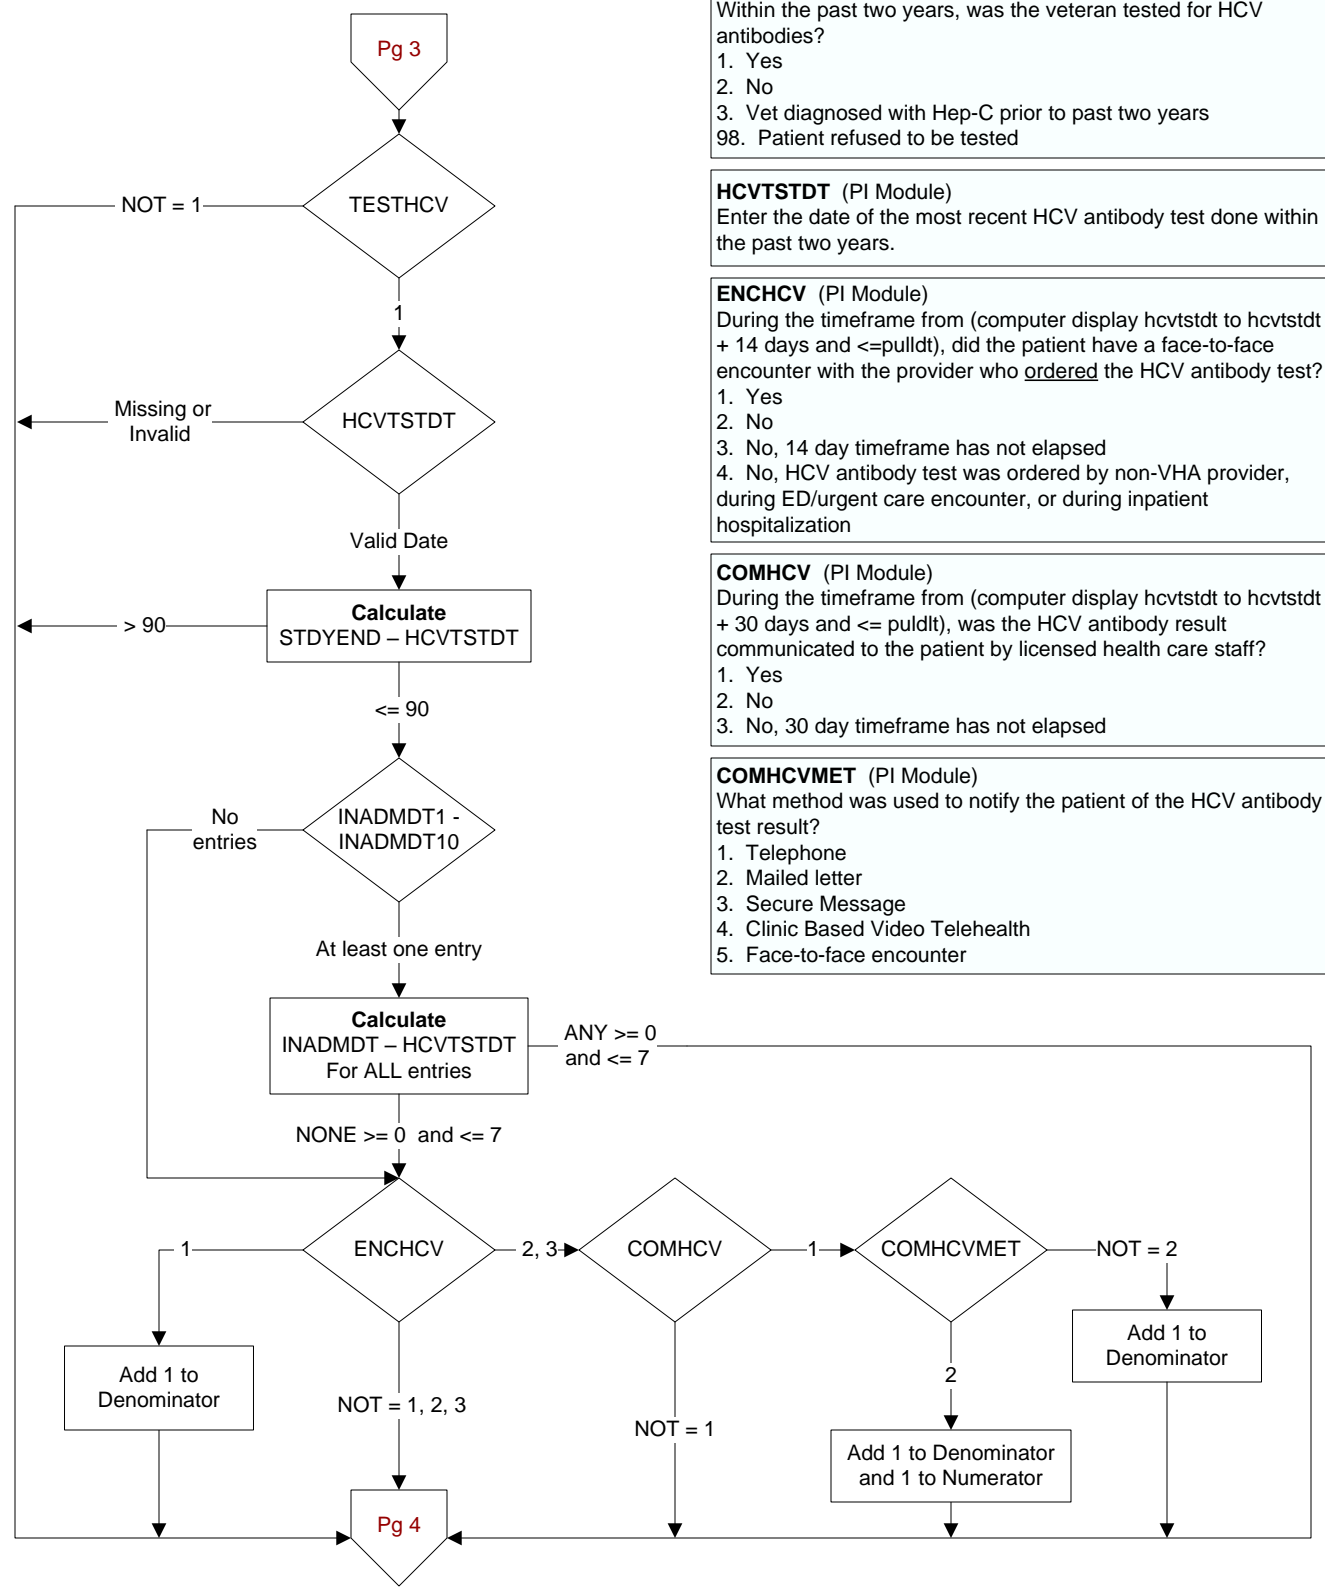 Pg 3
TESTHCV
NOT = 1
1
HCVTSTDT
Missing or
Invalid
Valid Date
Calculate
STDYEND – HCVTSTDT
> 90
<= 90
INADMDT1 -
INADMDT10
No
entries
At least one entry
Calculate
INADMDT – HCVTSTDT
For ALL entries
ANY >= 0
and <= 7
NONE >= 0 and <= 7
ENCHCV
1
2, 3
COMHCV
1
COMHCVMET
NOT = 2
Add 1 to
Denominator
NOT = 1, 2, 3
NOT = 1
2
Add 1 to
Denominator
Add 1 to Denominator
and 1 to Numerator
Pg 4
Within the past two years, was the veteran tested for HCV
antibodies?
1. Yes
2. No
3. Vet diagnosed with Hep-C prior to past two years
98. Patient refused to be tested
HCVTSTDT (PI Module)
Enter the date of the most recent HCV antibody test done within
the past two years.
ENCHCV (PI Module)
During the timeframe from (computer display hcvtstdt to hcvtstdt
+ 14 days and <=pulldt), did the patient have a face-to-face
encounter with the provider who ordered the HCV antibody test?
1. Yes
2. No
3. No, 14 day timeframe has not elapsed
4. No, HCV antibody test was ordered by non-VHA provider,
during ED/urgent care encounter, or during inpatient
hospitalization
COMHCV (PI Module)
During the timeframe from (computer display hcvtstdt to hcvtstdt
+ 30 days and <= puldlt), was the HCV antibody result
communicated to the patient by licensed health care staff?
1. Yes
2. No
3. No, 30 day timeframe has not elapsed
COMHCVMET (PI Module)
What method was used to notify the patient of the HCV antibody
test result?
1. Telephone
2. Mailed letter
3. Secure Message
4. Clinic Based Video Telehealth
5. Face-to-face encounter